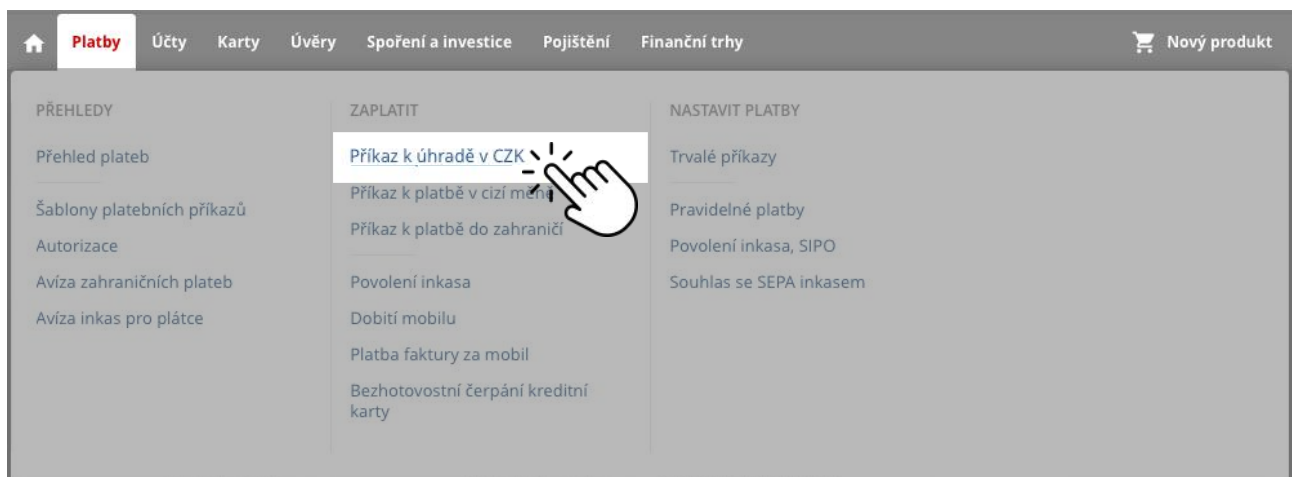 Platby Účty Karty Úvěry Spoření a investice Pojištění Finanční trhy Nový produkt
PŘEHLEDY
Přehled plateb
Šablony platebních příkazů
Autorizace
Avíza zahraničních plateb
Avíza inkas pro plátce
ZAPLATIT
Příkaz k úhradě v CZK
Příkaz k platbě v cizí měně
Příkaz k platbě do zahraničí
Povolení inkasa
Dobití mobilu
Platba faktury za mobil
Bezhotovostní čerpání kreditní
karty
NASTAVIT PLATBY
Trvalé příkazy
Pravidelné platby
Povolení inkasa, SIPO
Souhlas se SEPA inkasem